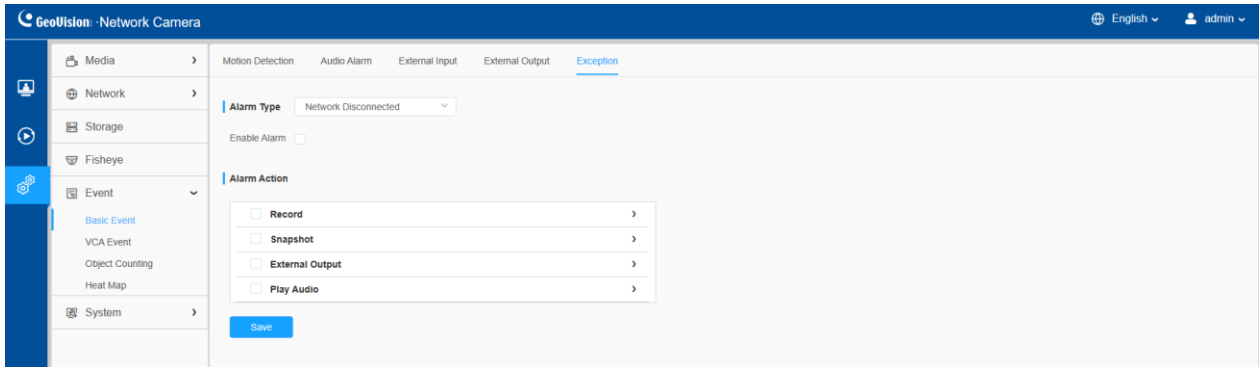 GeoVision Network Camera
English
admin
Media
Network
Storage
Fisheye
Event
Basic Event
VCA Event
Object Counting
Heat Map
System
Motion Detection Audio Alarm External Input External Output Exception
Alarm Type Network Disconnected
Enable Alarm
Alarm Action
Record
Snapshot
External Output
Play Audio
Save